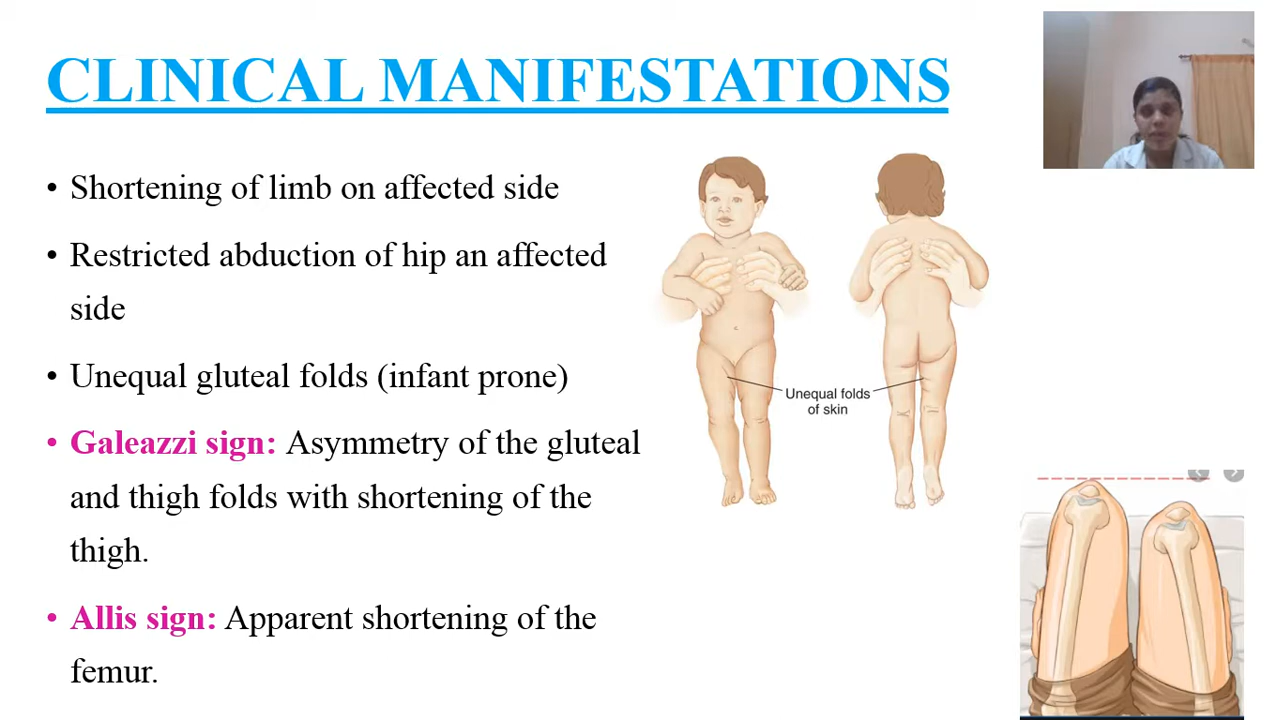 CLINICAL MANIFESTATIONS
• Shortening of limb on affected side
• Restricted abduction of hip an affected
side
• Unequal gluteal folds (infant prone)
• Galeazzi sign: Asymmetry of the gluteal
and thigh folds with shortening of the
thigh.
• Allis sign: Apparent shortening of the
femur.
Unequal folds
of skin